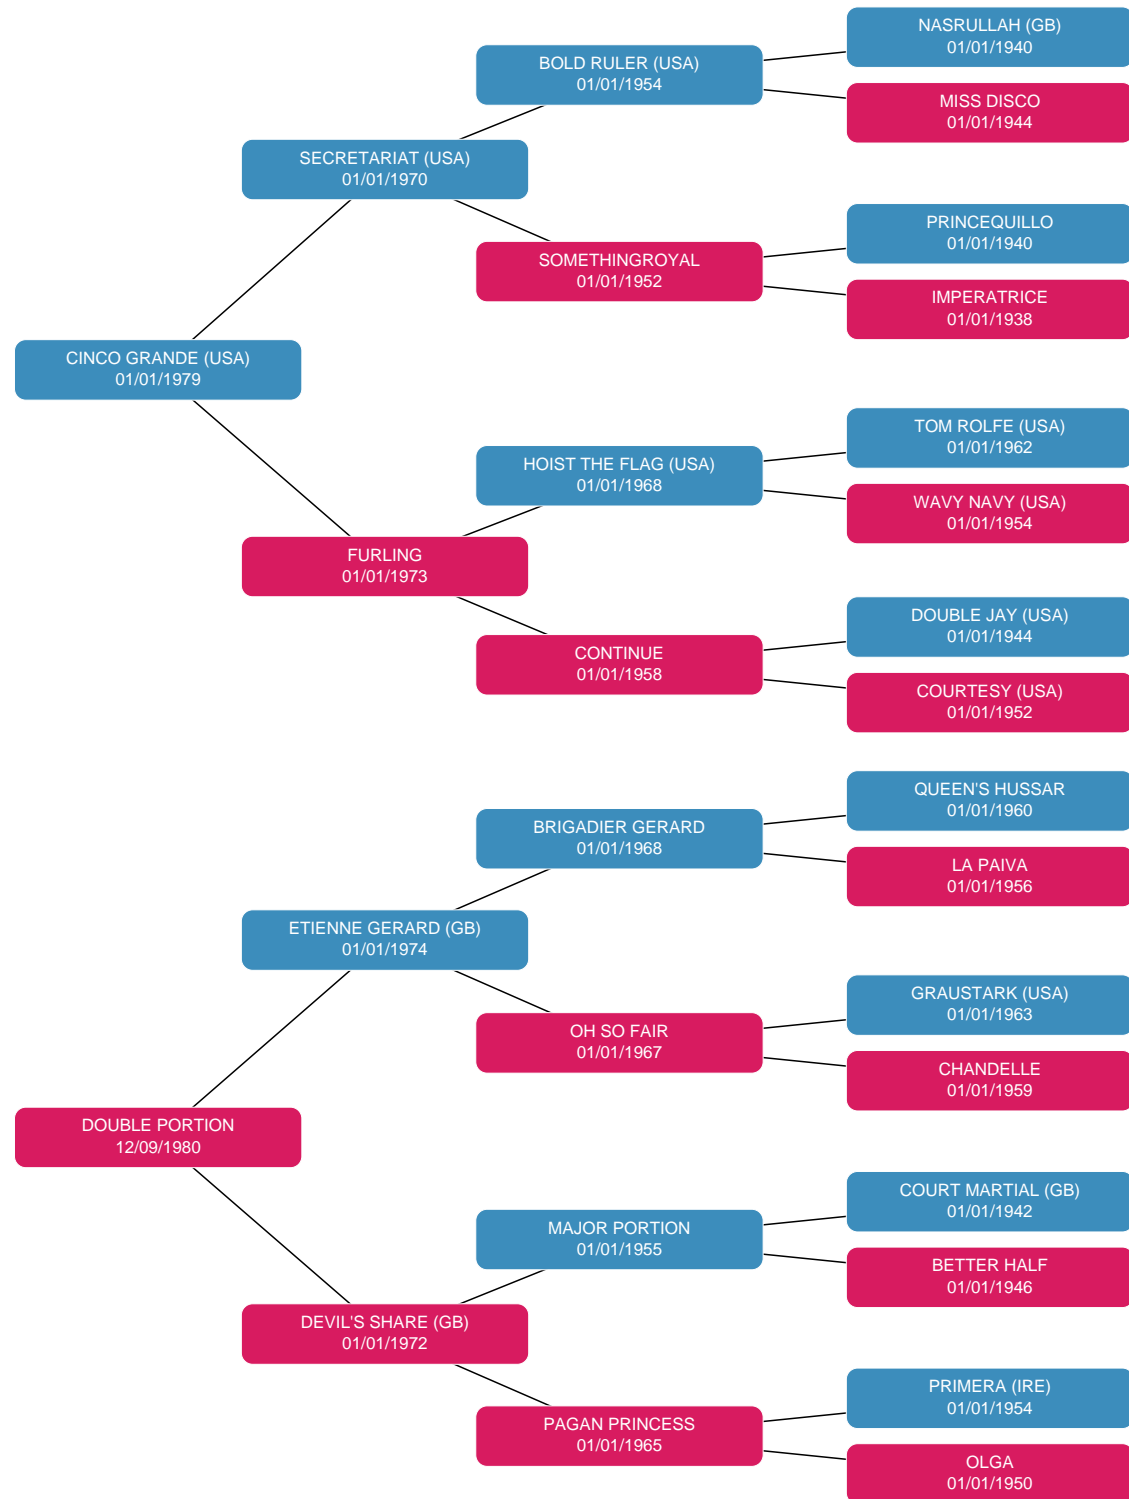 NASRULLAH (GB)
01/01/1940
BOLD RULER (USA)
01/01/1954
MISS DISCO
01/01/1944
SECRETARIAT (USA)
01/01/1970
PRINCEQUILLO
01/01/1940
SOMETHINGROYAL
01/01/1952
IMPERATRICE
01/01/1938
CINCO GRANDE (USA)
01/01/1979
TOM ROLFE (USA)
01/01/1962
HOIST THE FLAG (USA)
01/01/1968
WAVY NAVY (USA)
01/01/1954
FURLING
01/01/1973
DOUBLE JAY (USA)
01/01/1944
CONTINUE
01/01/1958
COURTESY (USA)
01/01/1952
QUEEN'S HUSSAR
01/01/1960
BRIGADIER GERARD
01/01/1968
LA PAIVA
01/01/1956
ETIENNE GERARD (GB)
01/01/1974
GRAUSTARK (USA)
01/01/1963
OH SO FAIR
01/01/1967
CHANDELLE
01/01/1959
DOUBLE PORTION
12/09/1980
COURT MARTIAL (GB)
01/01/1942
MAJOR PORTION
01/01/1955
BETTER HALF
01/01/1946
DEVIL'S SHARE (GB)
01/01/1972
PRIMERA (IRE)
01/01/1954
PAGAN PRINCESS
01/01/1965
OLGA
01/01/1950